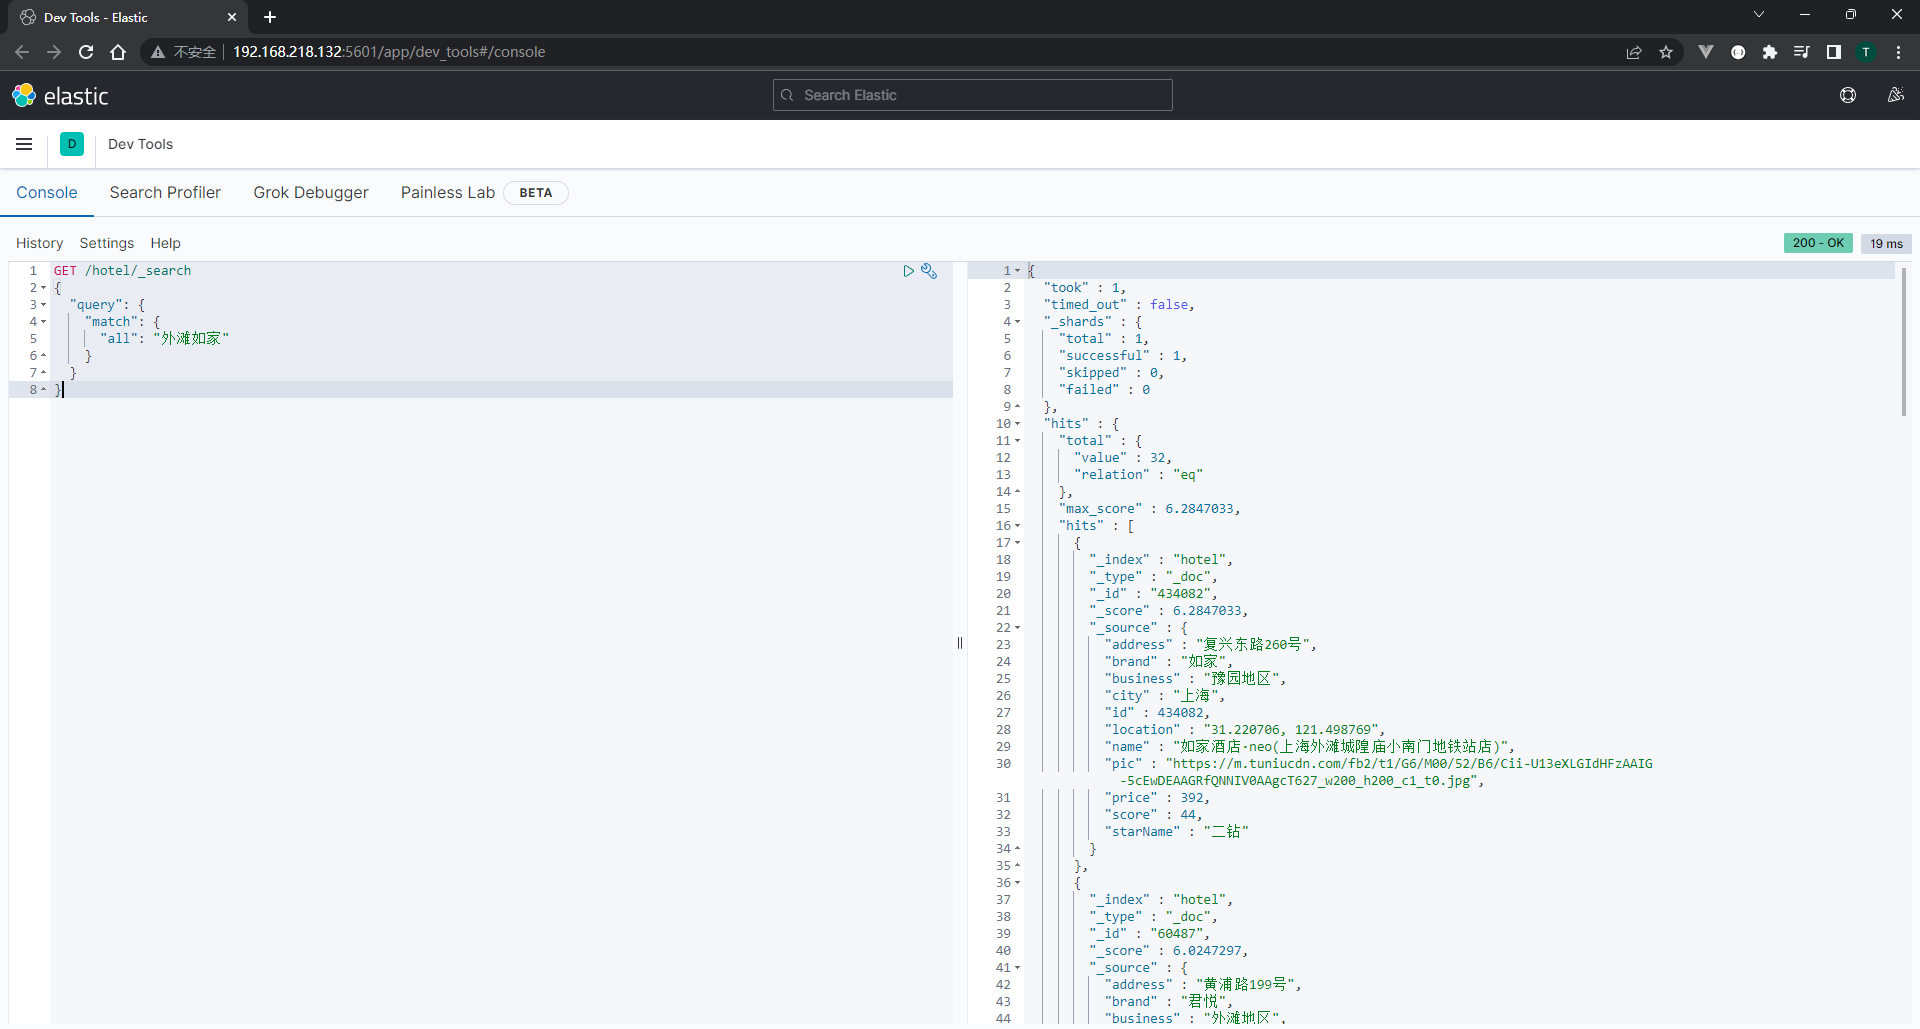 Dev Tools - Elastic
不安全 192.168.218.132:5601/app/dev_tools#/console
T
elastic
Search Elastic
D
Dev Tools
Console Search Profiler Grok Debugger Painless Lab BETA
History Settings Help
200 - OK 19 ms
1 GET /hotel/_search
2 {
3 "query": {
4 "match": {
5 "all": "外滩如家"
6 }
7 }
8 }
1 {
2 "took" : 1,
3 "timed_out" : false,
4 "_shards" : {
5 "total" : 1,
6 "successful" : 1,
7 "skipped" : 0,
8 "failed" : 0
9 },
10 "hits" : {
11 "total" : {
12 "value" : 32,
13 "relation" : "eq"
14 },
15 "max_score" : 6.2847033,
16 "hits" : [
17 {
18 "_index" : "hotel",
19 "_type" : "_doc",
20 "_id" : "434082",
21 "_score" : 6.2847033,
22 "_source" : {
23 "address" : "复兴东路260号",
24 "brand" : "如家",
25 "business" : "豫园地区",
26 "city" : "上海",
27 "id" : 434082,
28 "location" : "31.220706, 121.498769",
29 "name" : "如家酒店·neo(上海外滩城隍庙小南门地铁站店)",
30 "pic" : "https://m.tuniucdn.com/fb2/t1/G6/M00/52/B6/Cii-U13eXLGIdHFzAAIG
-5cEwDEAAGRfQNNIV0AAgcT627_w200_h200_c1_t0.jpg",
31 "price" : 392,
32 "score" : 44,
33 "starName" : "二钻"
34 }
35 },
36 {
37 "_index" : "hotel",
38 "_type" : "_doc",
39 "_id" : "60487",
40 "_score" : 6.0247297,
41 "_source" : {
42 "address" : "黄浦路199号",
43 "brand" : "君悦",
44 "business" : "外滩地区",